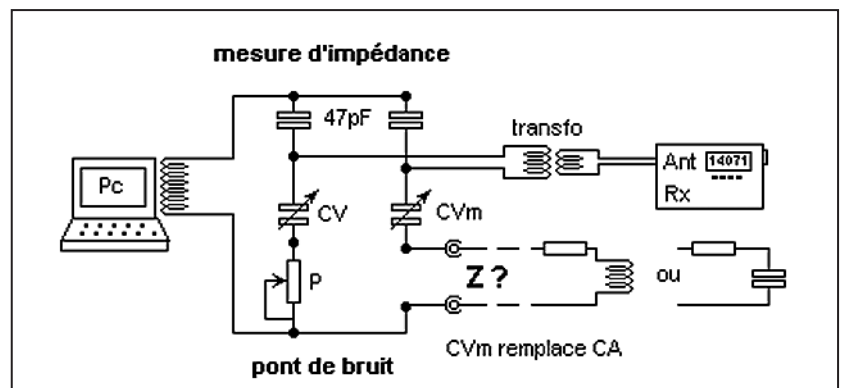 mesure d'impédance
47pF
transfo
Pc
Ant 14071
Rx
CV
CVm
P
Z ?
ou
CVm remplace CA
pont de bruit